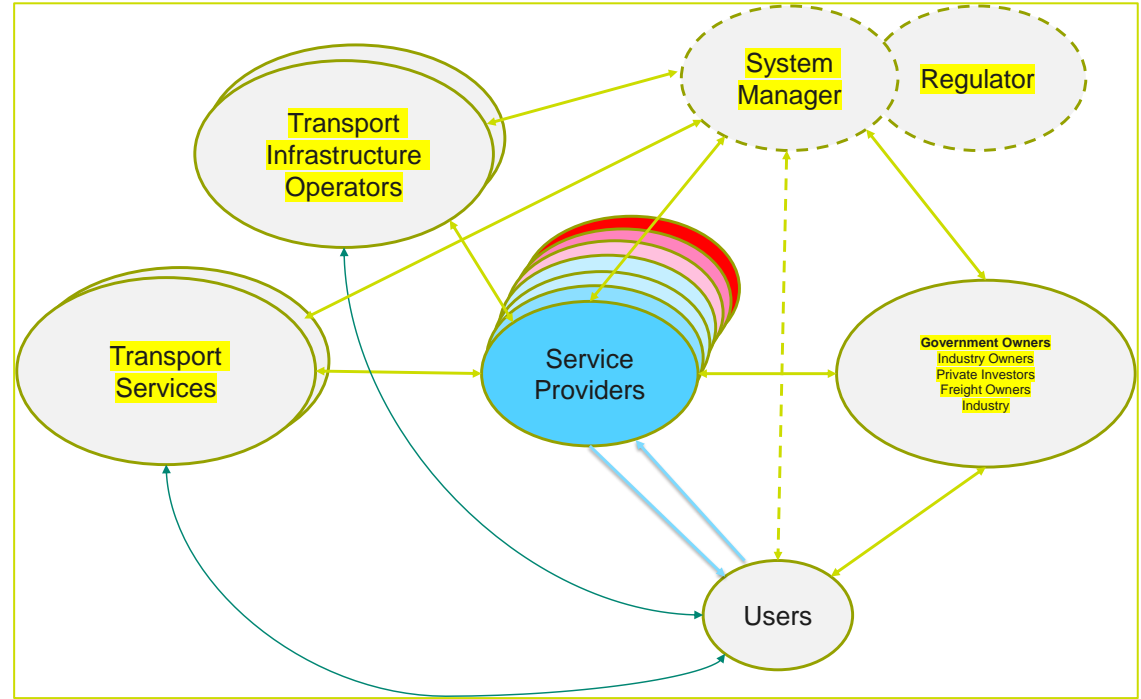 System
Manager
Regulator
Transport
Infrastructure
Operators
Transport
Services
Service
Providers
Government Owners
Industry Owners
Private Investors
Freight Owners
Industry
Users